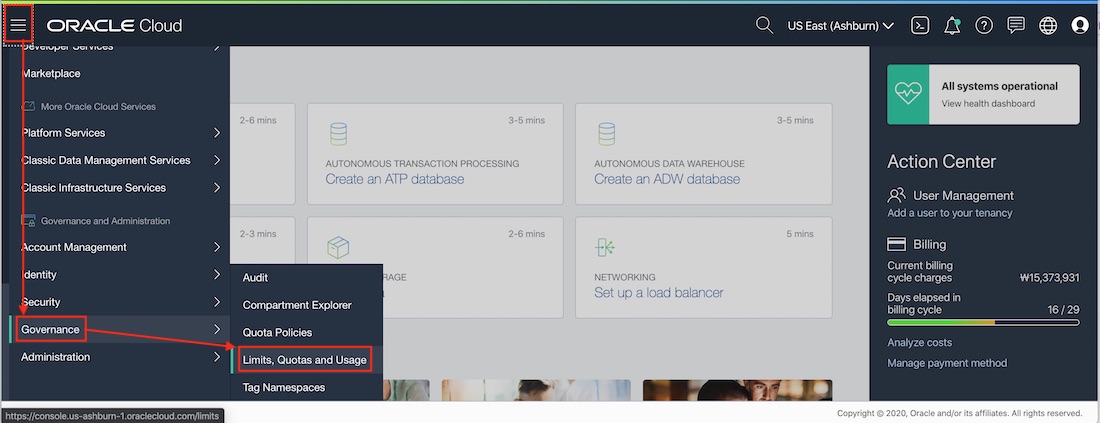 ORACLE Cloud
US East (Ashburn)
Developer Services
Marketplace
More Oracle Cloud Services
Platform Services
Classic Data Management Services
Classic Infrastructure Services
Governance and Administration
Account Management
Identity
Security
Governance
Administration
Audit
Compartment Explorer
Quota Policies
Limits, Quotas and Usage
Tag Namespaces
2-6 mins
3-5 mins
AUTONOMOUS TRANSACTION PROCESSING
Create an ATP database
3-5 mins
AUTONOMOUS DATA WAREHOUSE
Create an ADW database
2-3 mins
2-6 mins
5 mins
NETWORKING
Set up a load balancer
All systems operational
View health dashboard
Action Center
User Management
Add a user to your tenancy
Billing
Current billing
cycle charges
₩15,373,931
Days elapsed in
billing cycle
16 / 29
Analyze costs
Manage payment method
https://console.us-ashburn-1.oraclecloud.com/limits
Copyright © 2020, Oracle and/or its affiliates. All rights reserved.